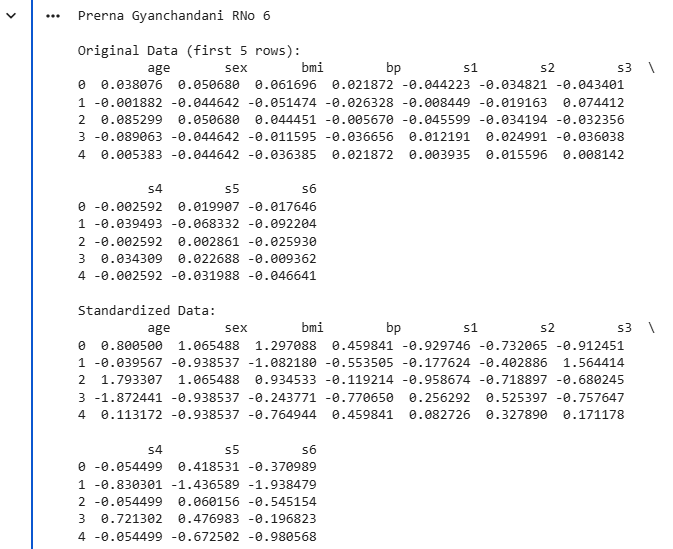 Prerna Gyanchandani RNo 6
Original Data (first 5 rows):
age sex bmi bp s1 s2 s3 \
0 0.038076 0.050680 0.061696 0.021872 -0.044223 -0.034821 -0.043401
1 -0.001882 -0.044642 -0.051474 -0.026328 -0.008449 -0.019163 0.074412
2 0.085299 0.050680 0.044451 -0.005670 -0.045599 -0.034194 -0.032356
3 -0.089063 -0.044642 -0.011595 -0.036656 0.012191 0.024991 -0.036038
4 0.005383 -0.044642 -0.036385 0.021872 0.003935 0.015596 0.008142
s4 s5 s6
0 -0.002592 0.019907 -0.017646
1 -0.039493 -0.068332 -0.092204
2 -0.002592 0.002861 -0.025930
3 0.034309 0.022688 -0.009362
4 -0.002592 -0.031988 -0.046641
Standardized Data:
age sex bmi bp s1 s2 s3 \
0 0.800500 1.065488 1.297088 0.459841 -0.929746 -0.732065 -0.912451
1 -0.039567 -0.938537 -1.082180 -0.553505 -0.177624 -0.402886 1.564414
2 1.793307 1.065488 0.934533 -0.119214 -0.958674 -0.718897 -0.680245
3 -1.872441 -0.938537 -0.243771 -0.770650 0.256292 0.525397 -0.757647
4 0.113172 -0.938537 -0.764944 0.459841 0.082726 0.327890 0.171178
s4 s5 s6
0 -0.054499 0.418531 -0.370989
1 -0.830301 -1.436589 -1.938479
2 -0.054499 0.060156 -0.545154
3 0.721302 0.476983 -0.196823
4 -0.054499 -0.672502 -0.980568